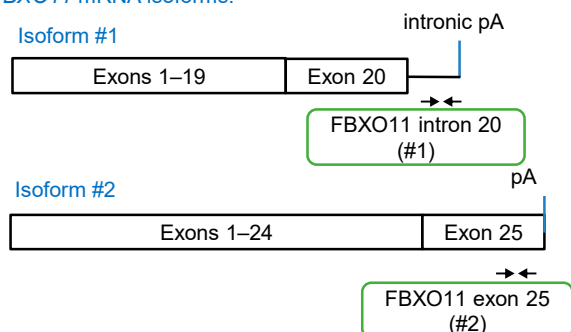 mRNA isoforms.
Isoform #1
intronic pA
Exons 1–19
Exon 20
FBXO11 intron 20
(#1)
Isoform #2
pA
Exons 1–24
Exon 25
FBXO11 exon 25
(#2)